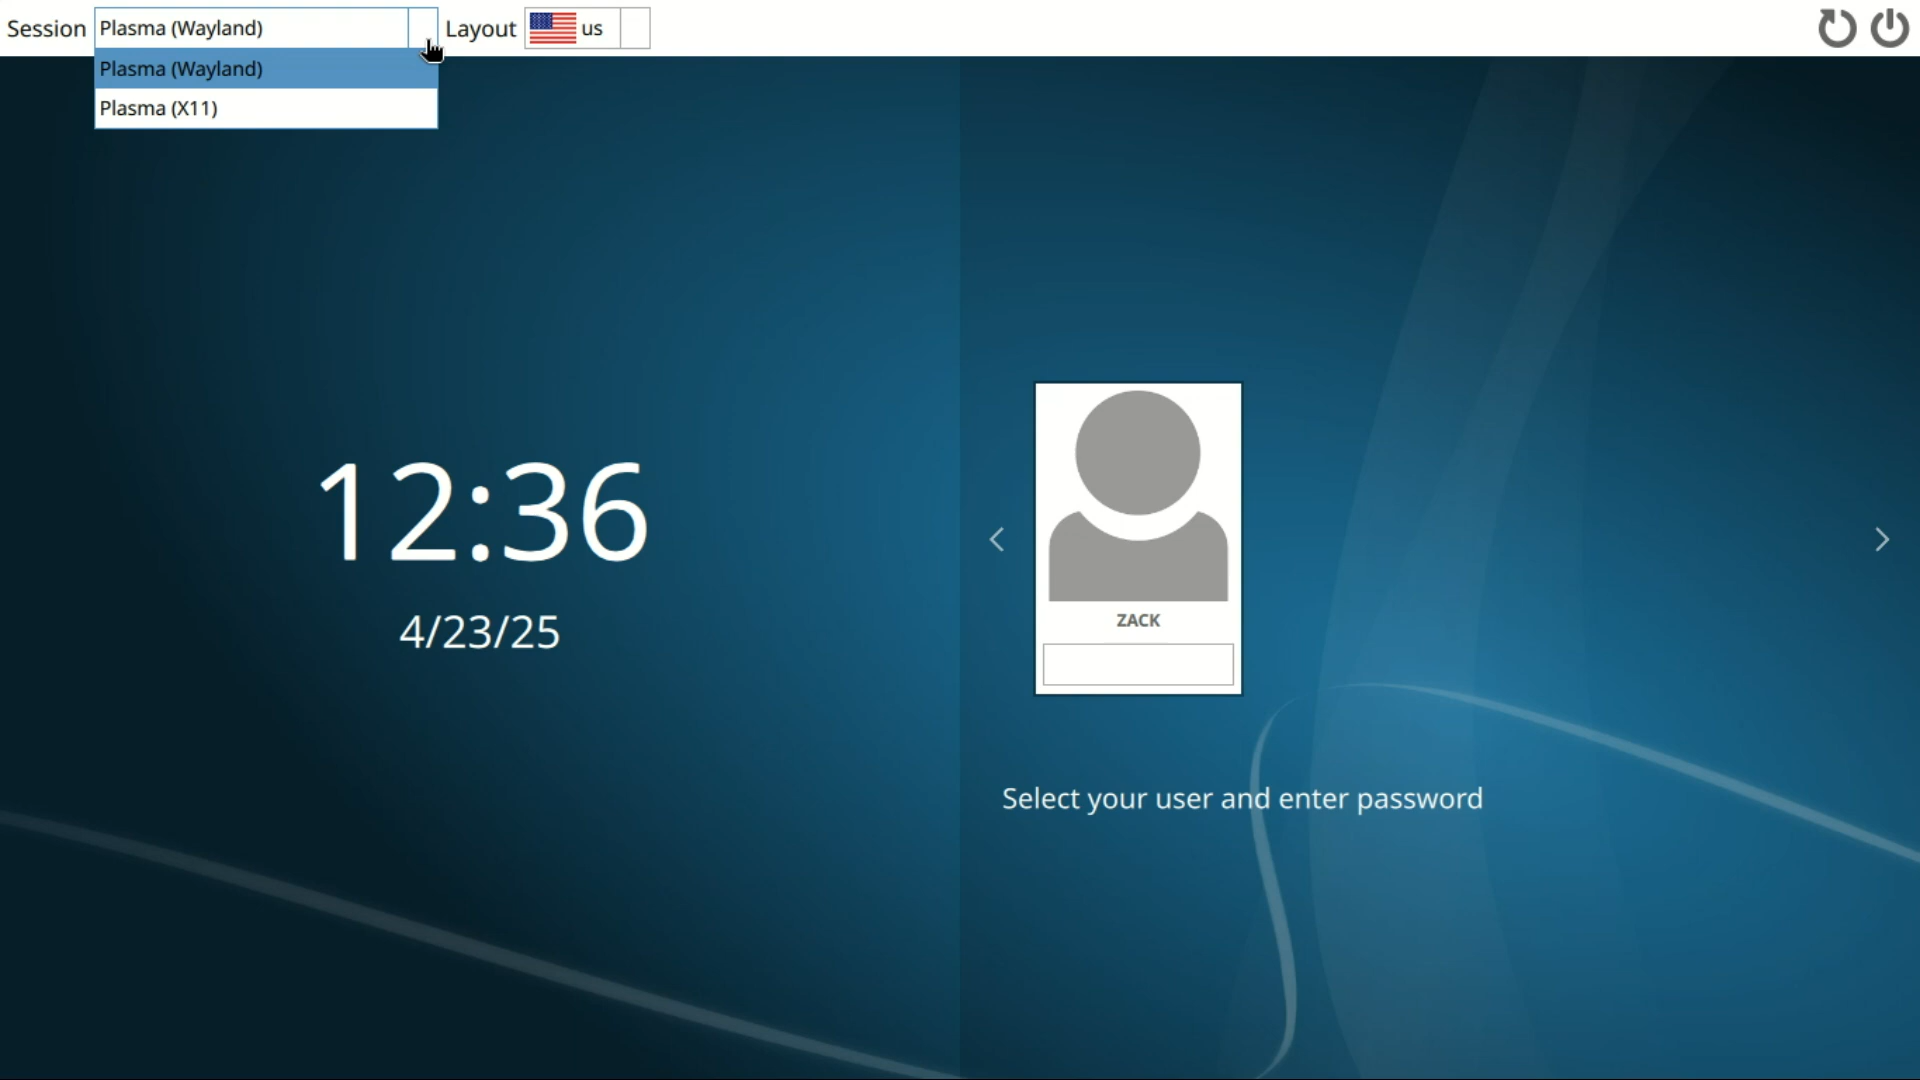 Session Plasma (Wayland) Layout us
Plasma (Wayland)
Plasma (X11)
12:36
4/23/25
ZACK
Select your user and enter password